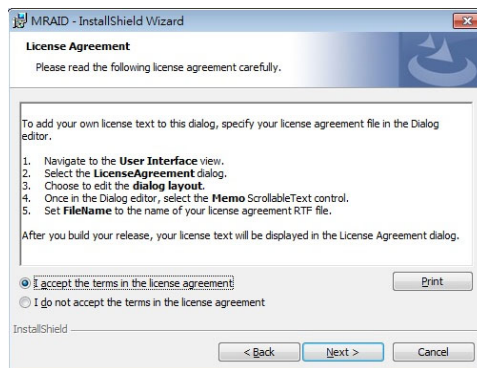 MRAID - InstallShield Wizard
License Agreement
Please read the following license agreement carefully.
To add your own license text to this dialog, specify your license agreement file in the Dialog
editor.
1. Navigate to the User Interface view.
2. Select the LicenseAgreement dialog.
3. Choose to edit the dialog layout.
4. Once in the Dialog editor, select the Memo ScrollableText control.
5. Set FileName to the name of your license agreement RTF file.
After you build your release, your license text will be displayed in the License Agreement dialog.
I accept the terms in the license agreement
Print
I do not accept the terms in the license agreement
InstallShield
< Back Next > Cancel